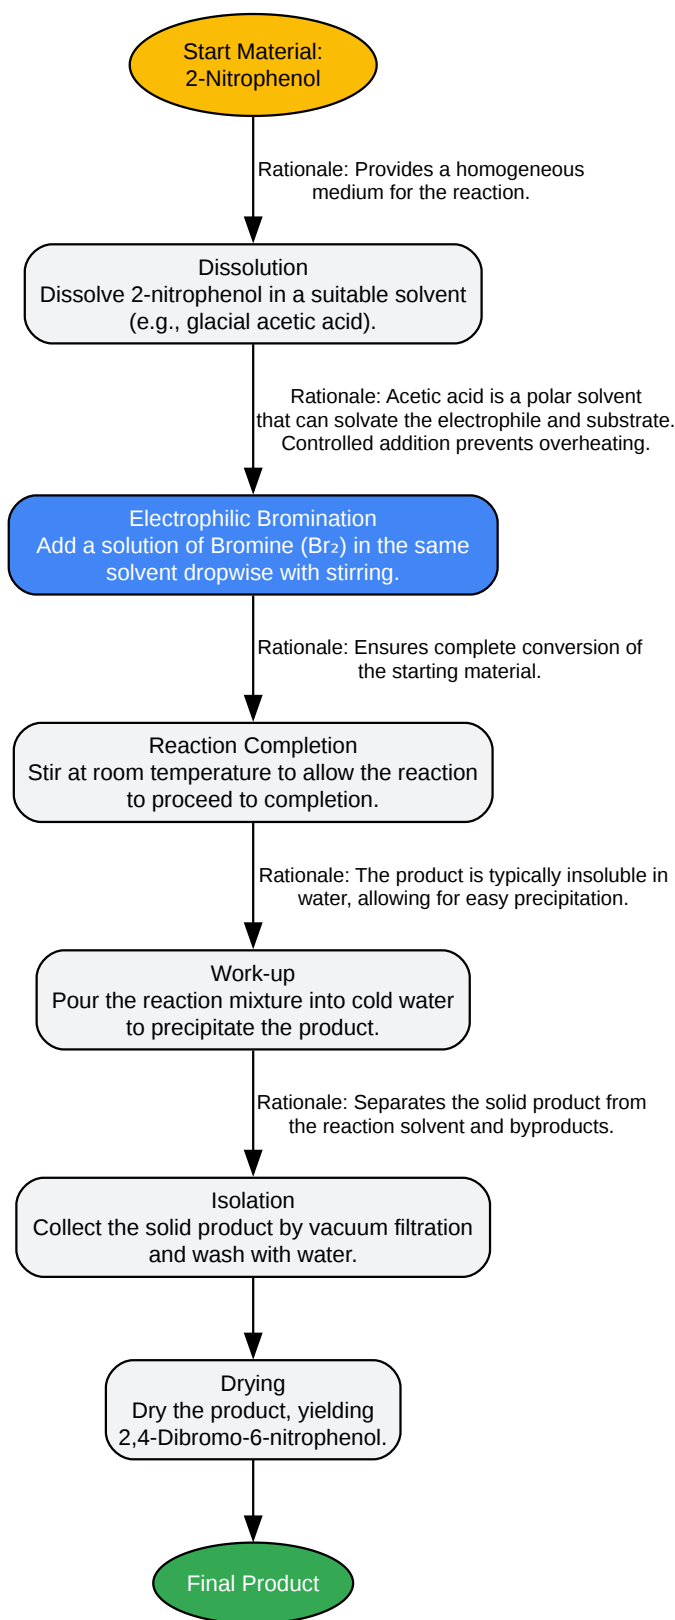 Start Material:
2-Nitrophenol
Rationale: Provides a homogeneous
medium for the reaction.
Dissolution
Dissolve 2-nitrophenol in a suitable solvent
(e.g., glacial acetic acid).
Rationale: Acetic acid is a polar solvent
that can solvate the electrophile and substrate.
Controlled addition prevents overheating.
Electrophilic Bromination
Add a solution of Bromine (Br₂) in the same
solvent dropwise with stirring.
Rationale: Ensures complete conversion of
the starting material.
Reaction Completion
Stir at room temperature to allow the reaction
to proceed to completion.
Rationale: The product is typically insoluble in
water, allowing for easy precipitation.
Work-up
Pour the reaction mixture into cold water
to precipitate the product.
Rationale: Separates the solid product from
the reaction solvent and byproducts.
Isolation
Collect the solid product by vacuum filtration
and wash with water.
Drying
Dry the product, yielding
2,4-Dibromo-6-nitrophenol.
Final Product